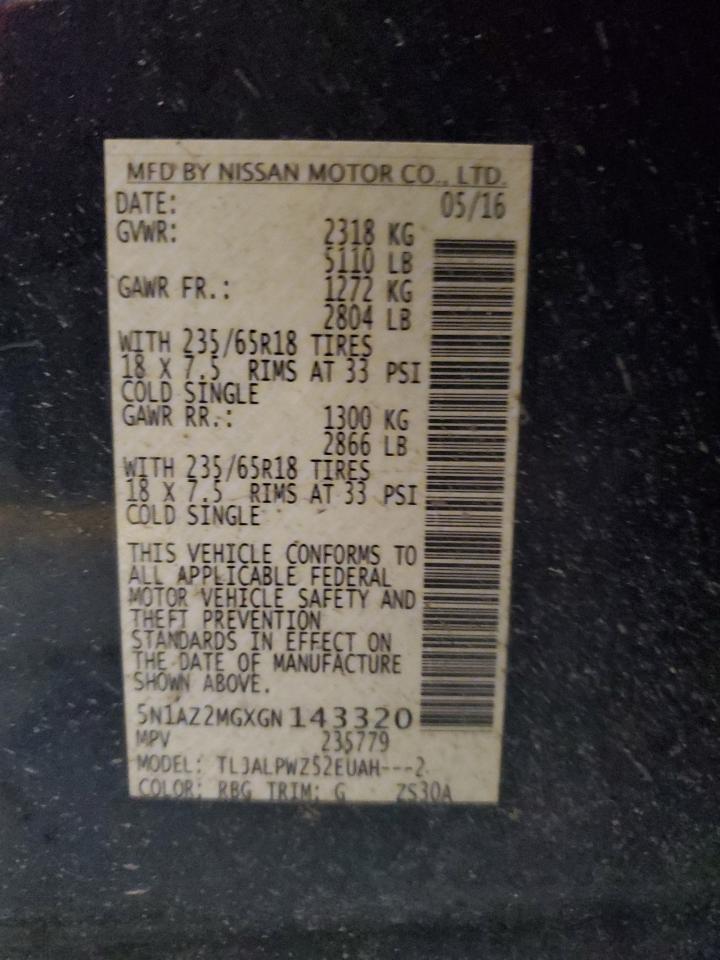 MFD BY NISSAN MOTOR CO., LTD.
DATE: 05/16
GVWR: 2318 KG
5110 LB
GAWR FR.: 1272 KG
2804 LB
WITH 235/65R18 TIRES
18 X 7.5 RIMS AT 33 PSI
COLD SINGLE
GAWR RR.: 1300 KG
2866 LB
WITH 235/65R18 TIRES
18 X 7.5 RIMS AT 33 PSI
COLD SINGLE
THIS VEHICLE CONFORMS TO
ALL APPLICABLE FEDERAL
MOTOR VEHICLE SAFETY AND
THEFT PREVENTION
STANDARDS IN EFFECT ON
THE DATE OF MANUFACTURE
SHOWN ABOVE.
5N1AZ2MGXGN143320
MPV 235779
MODEL: TLJALPWZ52EUAH---2
COLOR: RBG TRIM: G ZS30A